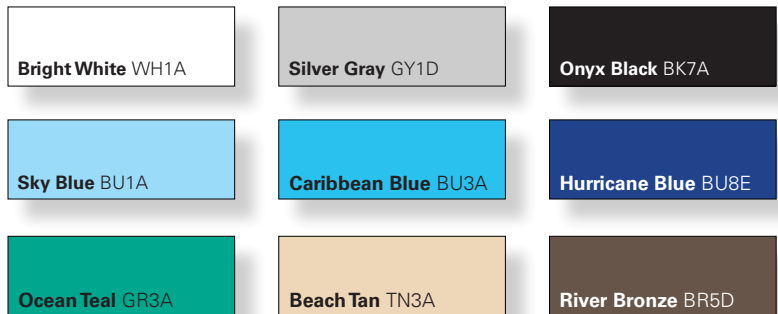 Bright White WH1A
Silver Gray GY1D
Onyx Black BK7A
Sky Blue BU1A
Caribbean Blue BU3A
Hurricane Blue BU8E
Ocean Teal GR3A
Beach Tan TN3A
River Bronze BR5D